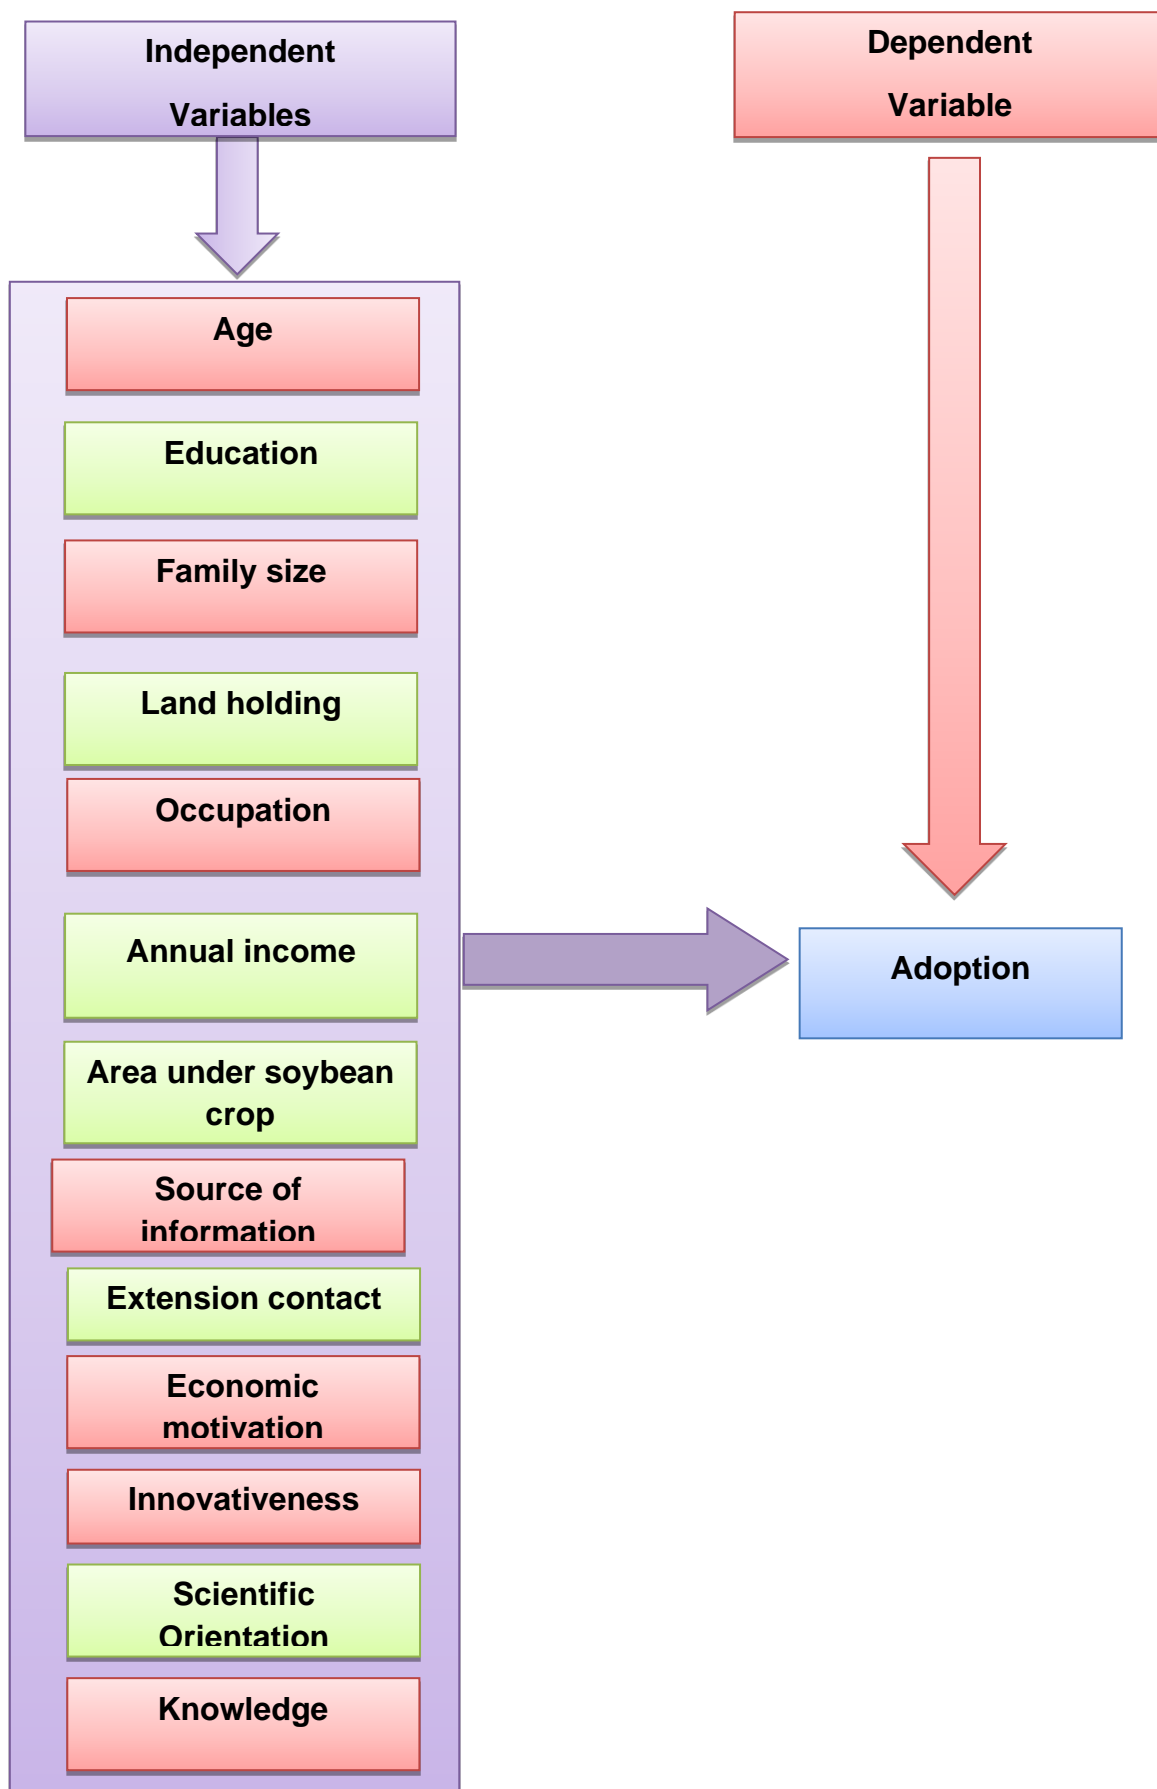 Independent
Variables
Dependent
Variable
Age
Education
Family size
Land holding
Occupation
Annual income
Adoption
Area under soybean
crop
Source of
information
Extension contact
Economic
motivation
Innovativeness
Scientific
Orientation
Knowledge